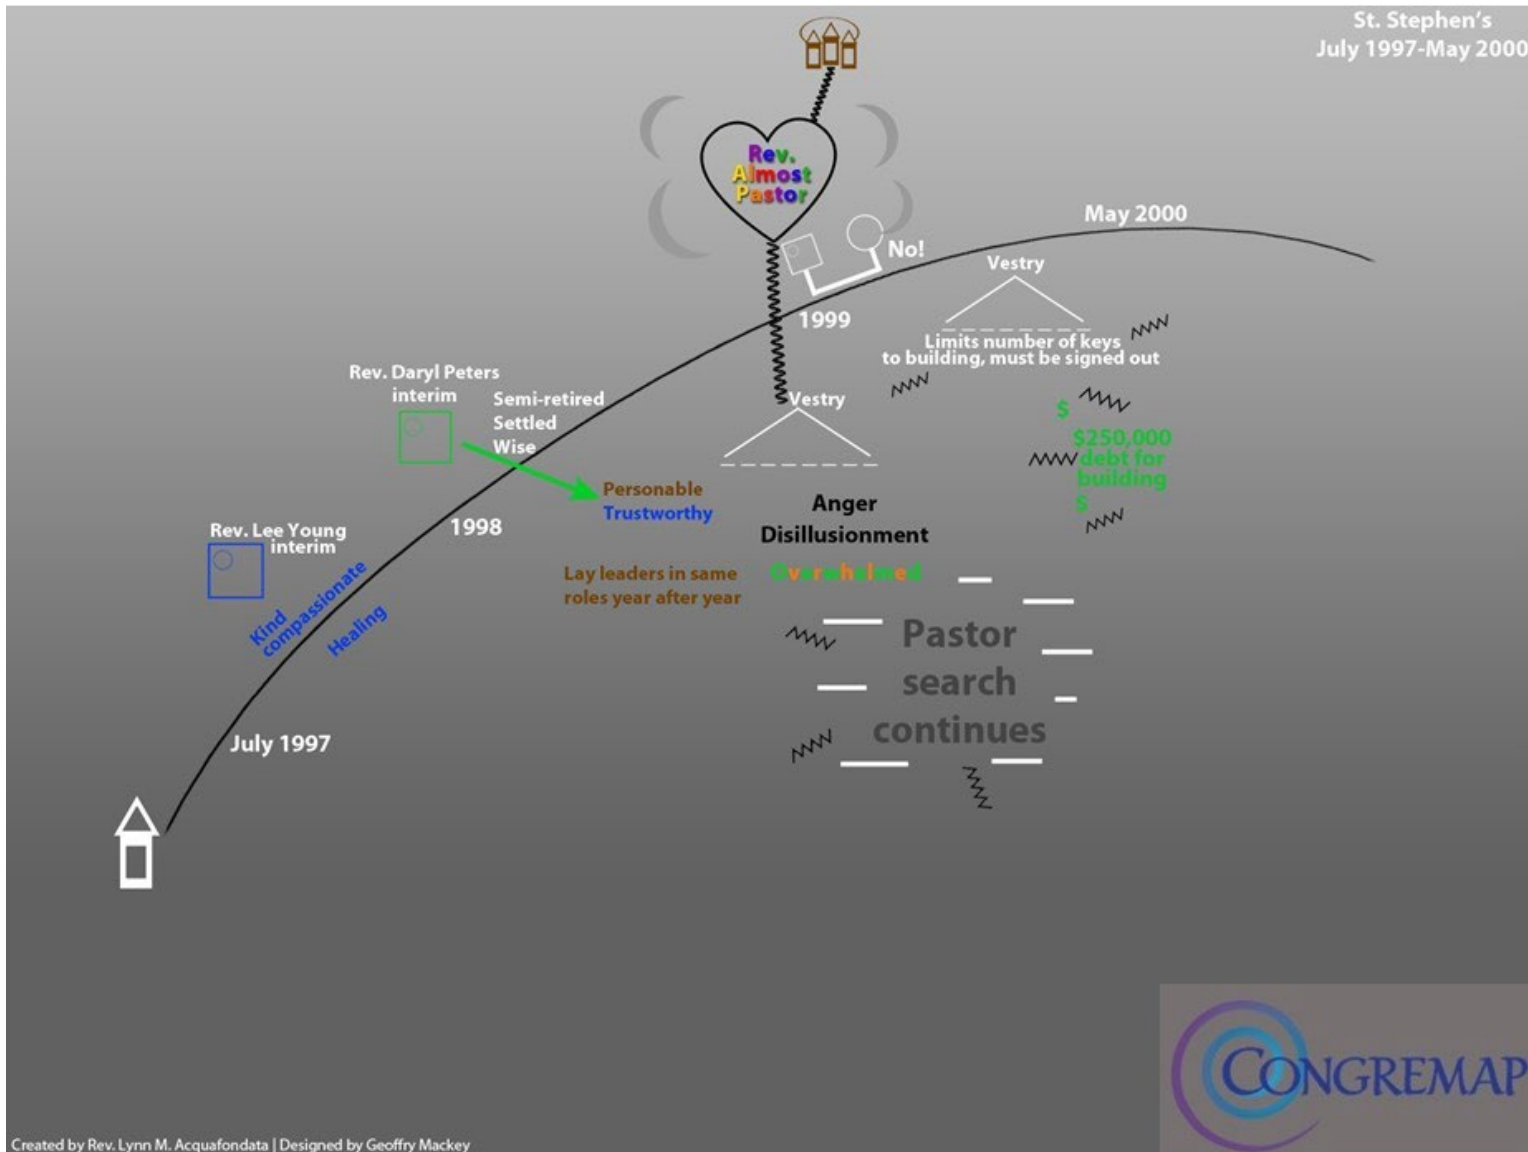 St. Stephen's
July 1997-May 2000
Rev.
Almost
Pastor
No!
May 2000
Vestry
Limits number of keys
to building, must be signed out
1999
Rev. Daryl Peters
interim
Semi-retired
Settled
Wise
Vestry
$
$250,000
debt for
building
$
Personable
Trustworthy
Anger
Disillusionment
1998
Rev. Lee Young
interim
Kind
compassionate
Healing
Lay leaders in same
roles year after year
Overwhelmed
Pastor
search
continues
July 1997
CONGREMAP
Created by Rev. Lynn M. Acquafondata | Designed by Geoffry Mackey